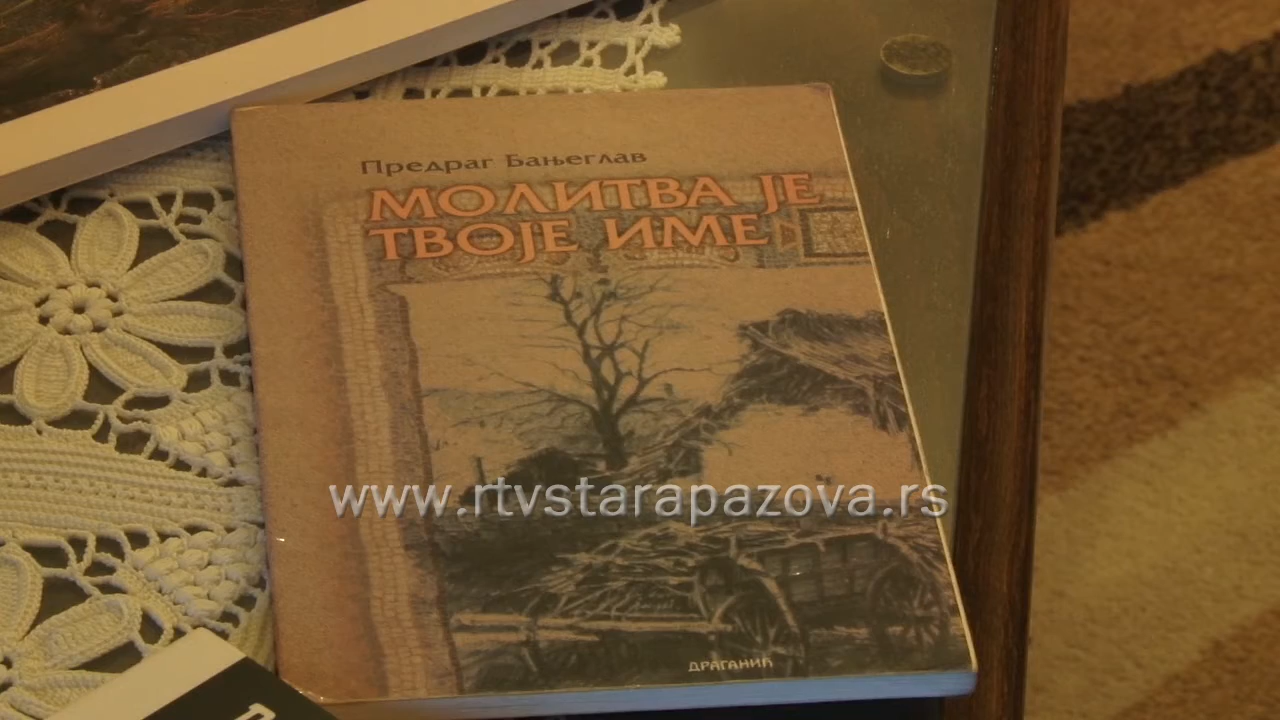 Предраг Бањеглав
МОЛИТВА ЈЕ
ТВОЈЕ ИМЕ
www.rtvstarapazova.rs
ДРАГАНИЋ